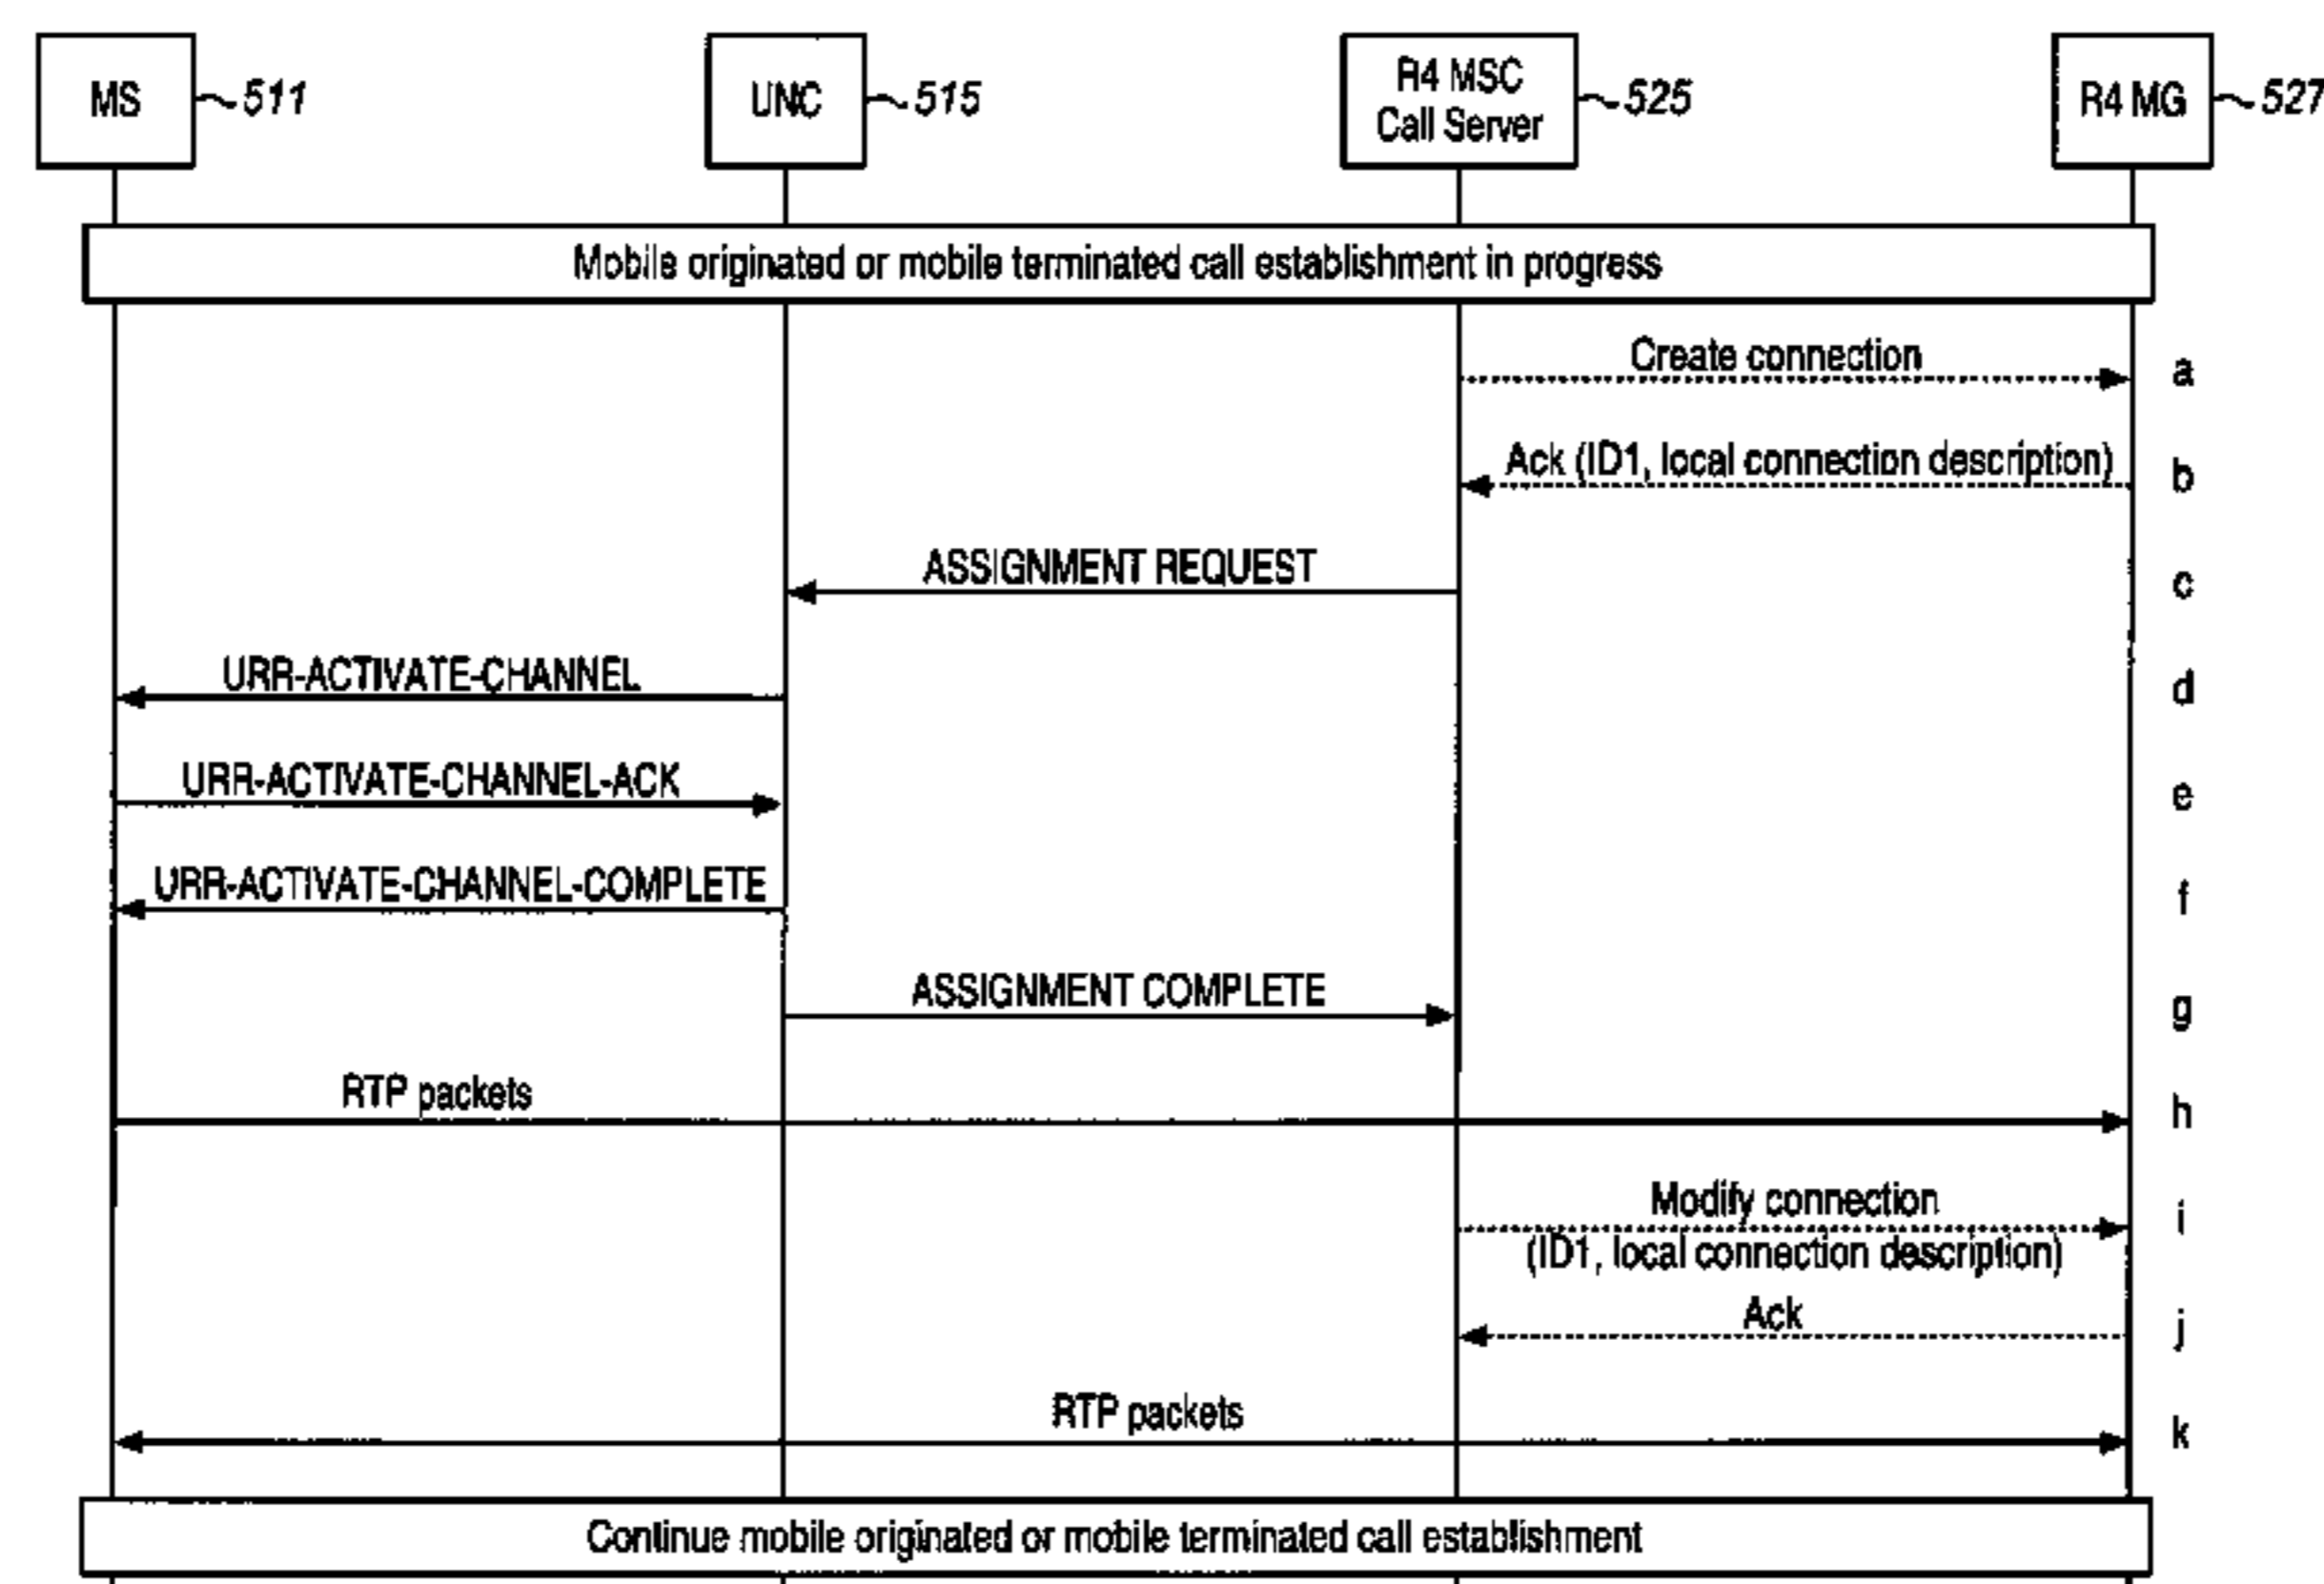 MS
511
UNC
515
R4 MSC
Call Server
525
R4 MG
527
Mobile originated or mobile terminated call establishment in progress
Create connection
a
Ack (ID1, local connection description)
b
ASSIGNMENT REQUEST
c
URR-ACTIVATE-CHANNEL
d
URR-ACTIVATE-CHANNEL-ACK
e
URR-ACTIVATE-CHANNEL-COMPLETE
f
ASSIGNMENT COMPLETE
g
RTP packets
h
Modify connection
i
(ID1, local connection description)
Ack
j
RTP packets
k
Continue mobile originated or mobile terminated call establishment